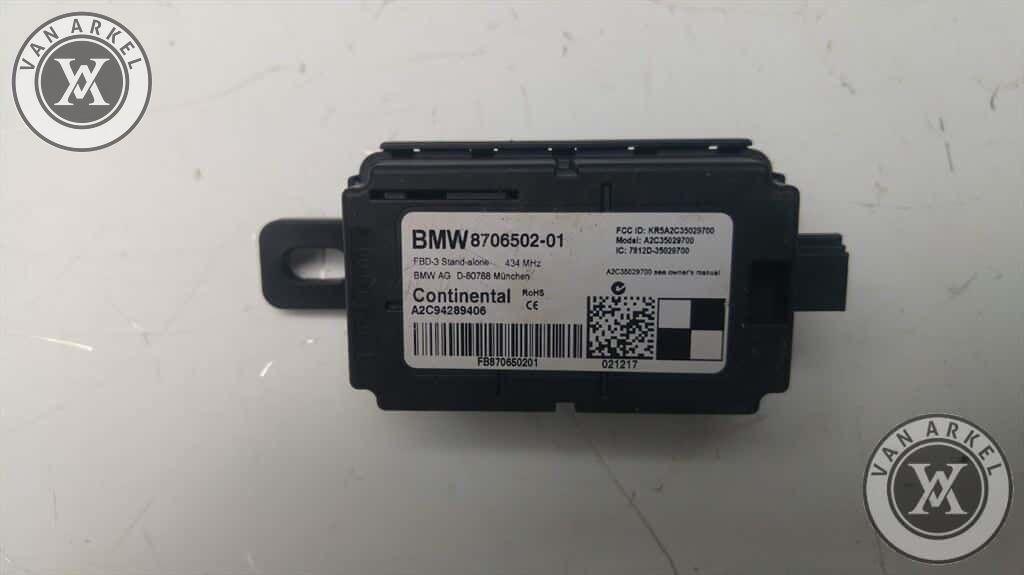 VAN ARKEL
BMW 8706502-01
FBD-3 Stand-alone 434 MHz
BMW AG D-80788 München
Continental RoHS
CE
A2C94289406
FB870650201
FCC ID: KR5A2C35029700
Model: A2C35029700
IC: 7812D-35029700
A2C35029700 see owner's manual
021217
VAN ARKEL